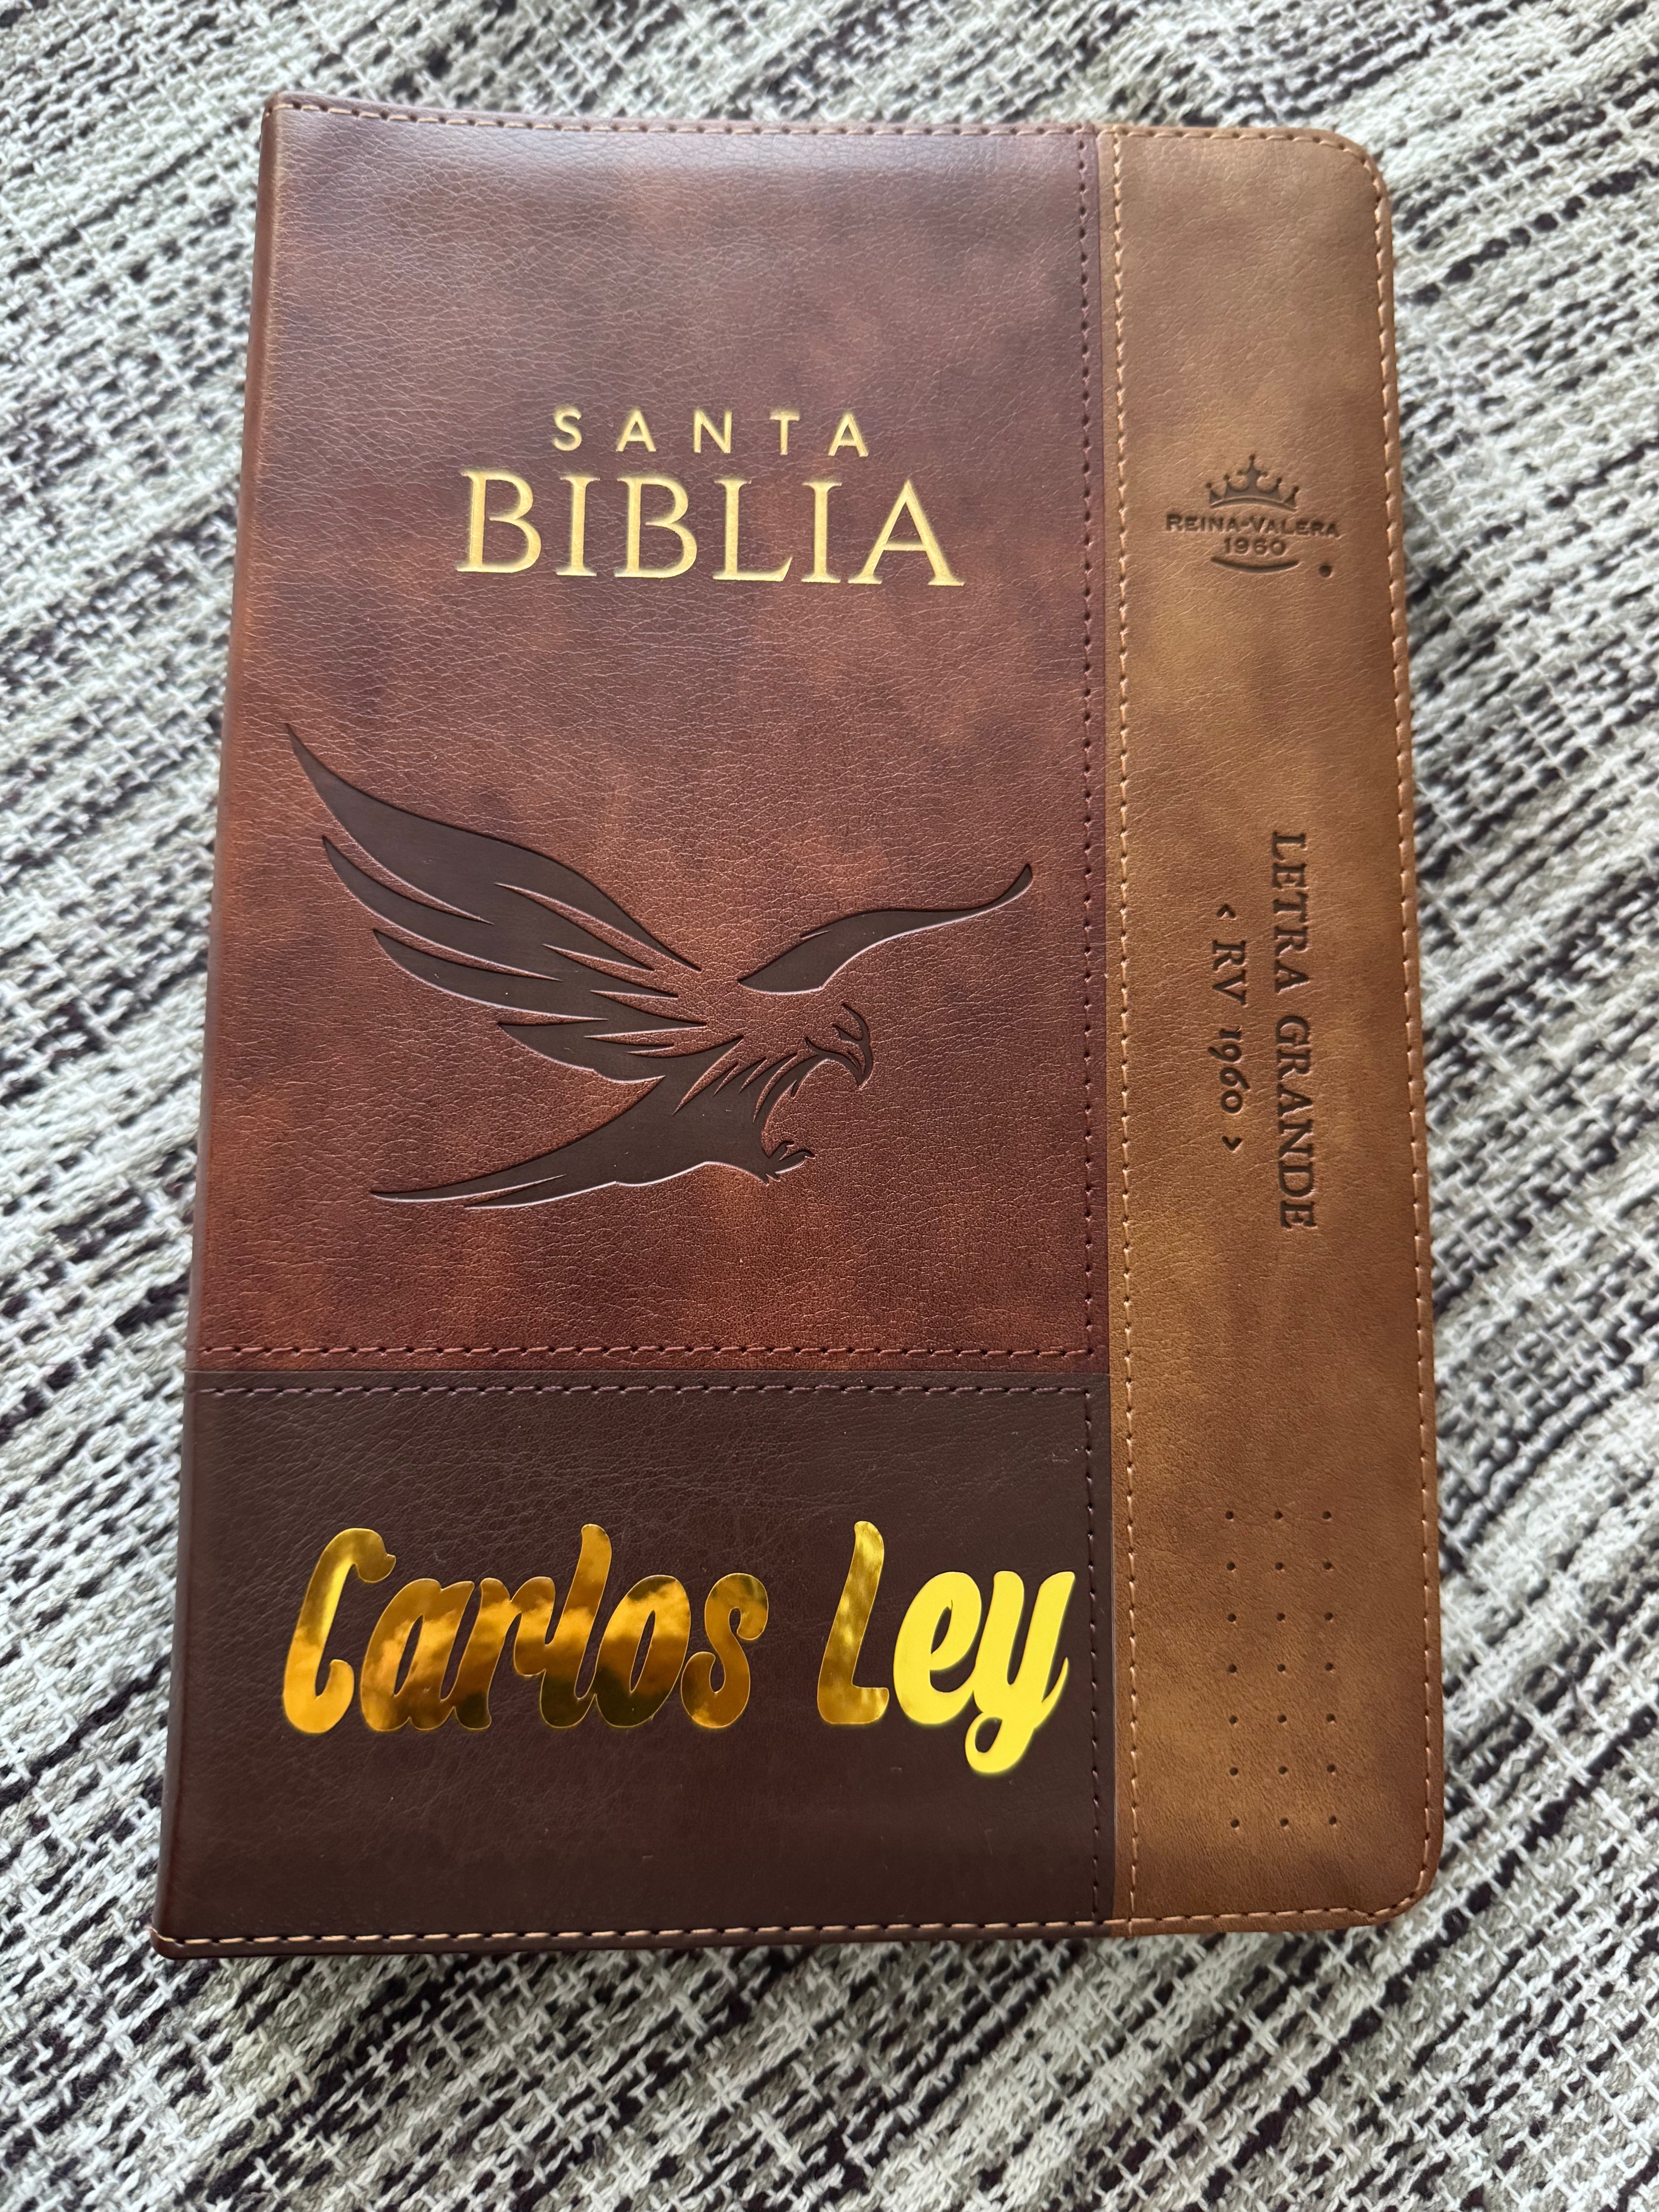 SANTA
BIBLIA
REINA-VALERA
1960
LETRA GRANDE
< RV 1960 >
Carlos Ley